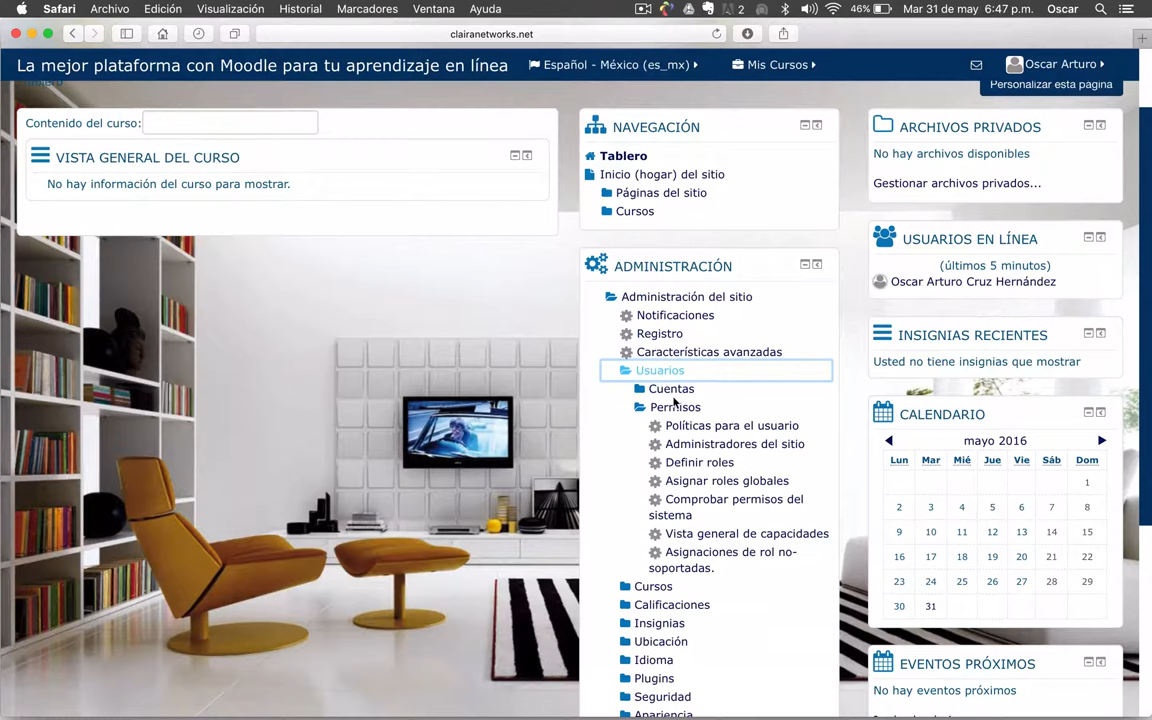 Safari Archivo Edición Visualización Historial Marcadores Ventana Ayuda
2 46% Mar 31 de may 6:47 p.m. Oscar
clairanetworks.net
La mejor plataforma con Moodle para tu aprendizaje en línea
Español - México (es_mx)
Mis Cursos
Oscar Arturo
Personalizar esta página
Contenido del curso:
VISTA GENERAL DEL CURSO
No hay información del curso para mostrar.
NAVEGACIÓN
Tablero
Inicio (hogar) del sitio
Páginas del sitio
Cursos
ADMINISTRACIÓN
Administración del sitio
Notificaciones
Registro
Características avanzadas
Usuarios
Cuentas
Permisos
Políticas para el usuario
Administradores del sitio
Definir roles
Asignar roles globales
Comprobar permisos del
sistema
Vista general de capacidades
Asignaciones de rol no-
soportadas.
Cursos
Calificaciones
Insignias
Ubicación
Idioma
Plugins
Seguridad
Apariencia
ARCHIVOS PRIVADOS
No hay archivos disponibles
Gestionar archivos privados...
USUARIOS EN LÍNEA
(últimos 5 minutos)
Oscar Arturo Cruz Hernández
INSIGNIAS RECIENTES
Usted no tiene insignias que mostrar
CALENDARIO
mayo 2016
Lun Mar Mié Jue Vie Sáb Dom
1
2 3 4 5 6 7 8
9 10 11 12 13 14 15
16 17 18 19 20 21 22
23 24 25 26 27 28 29
30 31
EVENTOS PRÓXIMOS
No hay eventos próximos